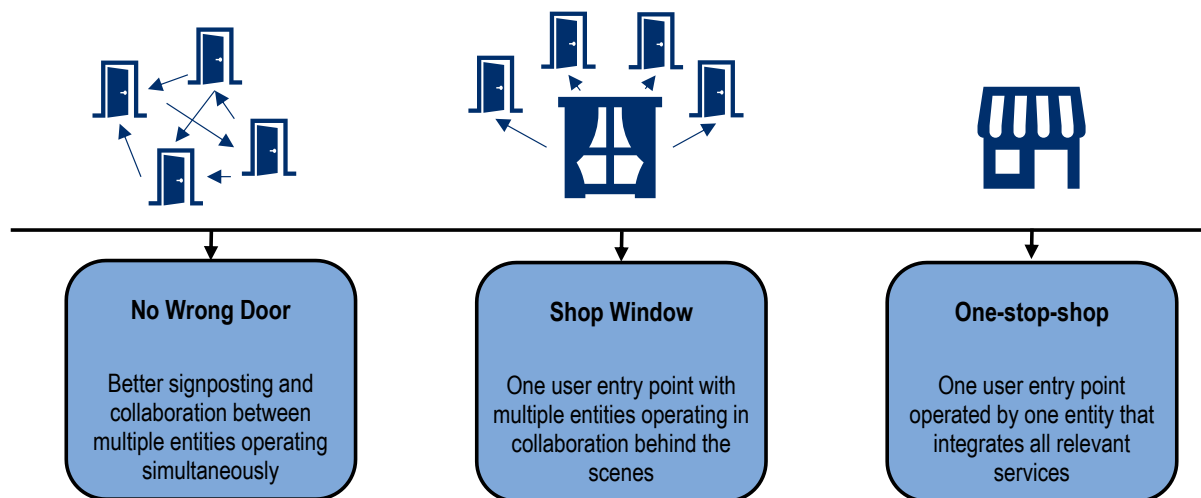 No Wrong Door
Better signposting and
collaboration between
multiple entities operating
simultaneously
Shop Window
One user entry point with
multiple entities operating in
collaboration behind the
scenes
One-stop-shop
One user entry point
operated by one entity that
integrates all relevant
services